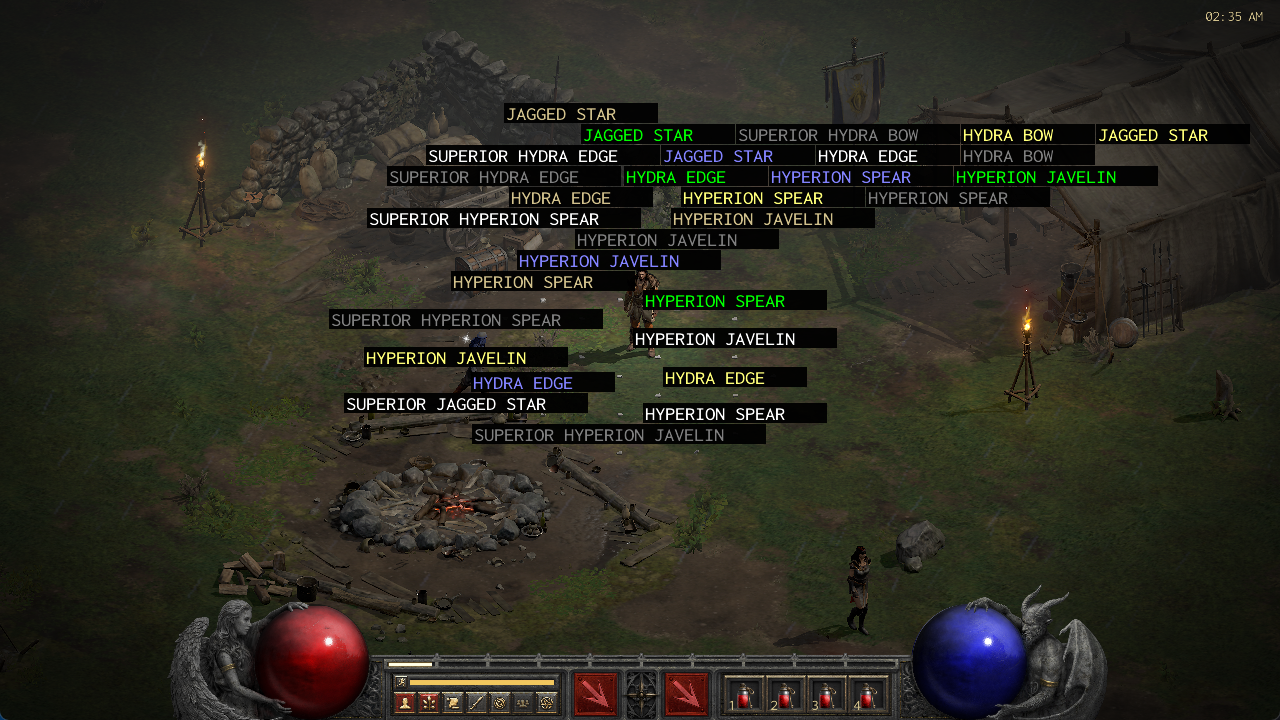 02:35 AM
JAGGED STAR
JAGGED STAR SUPERIOR HYDRA BOW HYDRA BOW JAGGED STAR
SUPERIOR HYDRA EDGE JAGGED STAR HYDRA EDGE HYDRA BOW
SUPERIOR HYDRA EDGE HYDRA EDGE HYPERION SPEAR HYPERION JAVELIN
HYDRA EDGE HYPERION SPEAR HYPERION SPEAR
SUPERIOR HYPERION SPEAR HYPERION JAVELIN
HYPERION JAVELIN
HYPERION JAVELIN
HYPERION SPEAR
HYPERION SPEAR
SUPERIOR HYPERION SPEAR
HYPERION JAVELIN
HYPERION JAVELIN
HYDRA EDGE
HYDRA EDGE
SUPERIOR JAGGED STAR
HYPERION SPEAR
SUPERIOR HYPERION JAVELIN
1 2 3 4